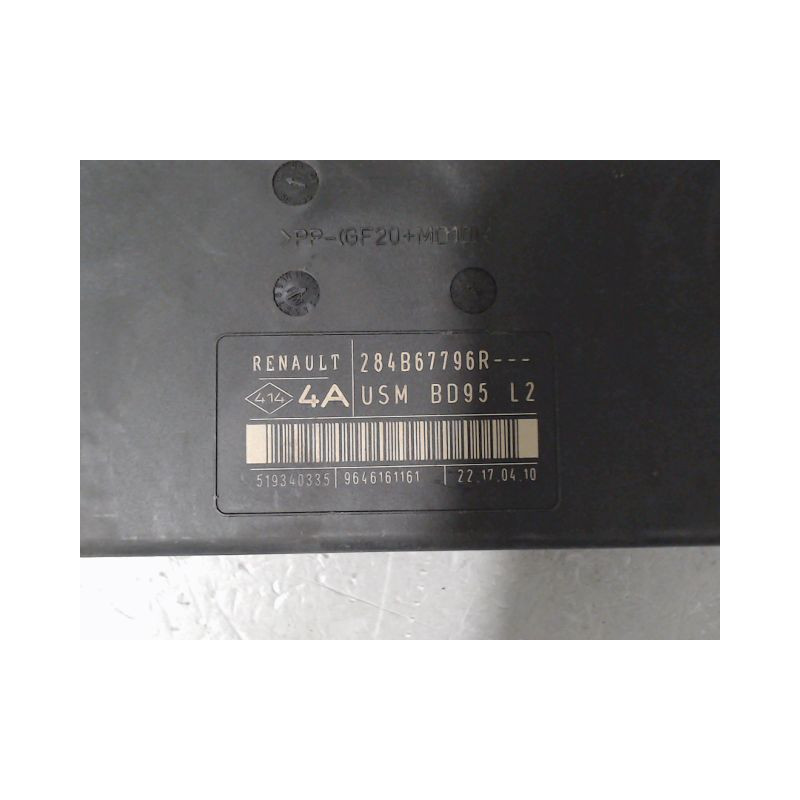 >PP-(GF20+MD10)<
RENAULT 284B67796R---
414 4A USM BD95 L2
519340335 9646161161 22.17.04.10